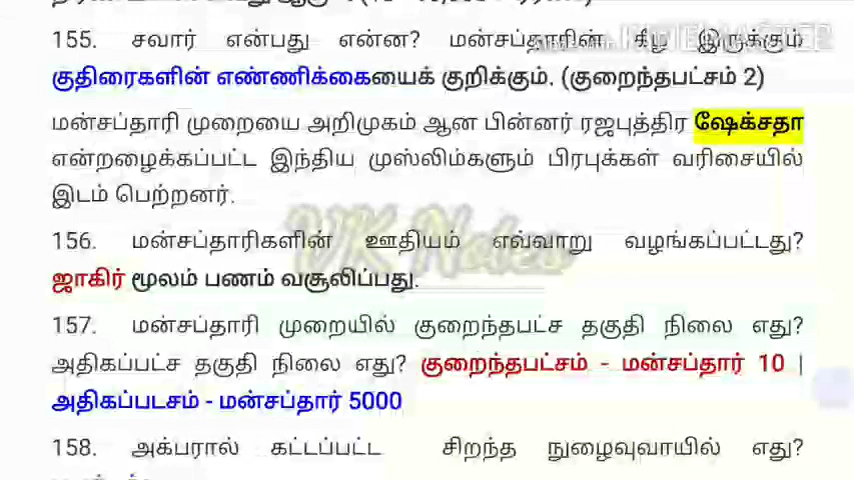 155. சவார் என்பது என்ன? மன்சப்தாரின் கீழ் இருக்கும்
குதிரைகளின் எண்ணிக்கையைக் குறிக்கும். (குறைந்தபட்சம் 2)
மன்சப்தாரி முறையை அறிமுகம் ஆன பின்னர் ரஜபுத்திர ஷேக்சதா
என்றழைக்கப்பட்ட இந்திய முஸ்லிம்களும் பிரபுக்கள் வரிசையில்
இடம் பெற்றனர்.
VK Notes
156. மன்சப்தாரிகளின் ஊதியம் எவ்வாறு வழங்கப்பட்டது?
ஜாகிர் மூலம் பணம் வசூலிப்பது.
157. மன்சப்தாரி முறையில் குறைந்தபட்ச தகுதி நிலை எது?
அதிகப்பட்ச தகுதி நிலை எது? குறைந்தபட்சம் - மன்சப்தார் 10 |
அதிகப்படசம் - மன்சப்தார் 5000
158. அக்பரால் கட்டப்பட்ட சிறந்த நுழைவுவாயில் எது?